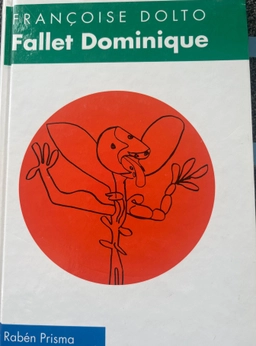 FRANÇOISE DOLTO
Fallet Dominique
Rabén Prisma